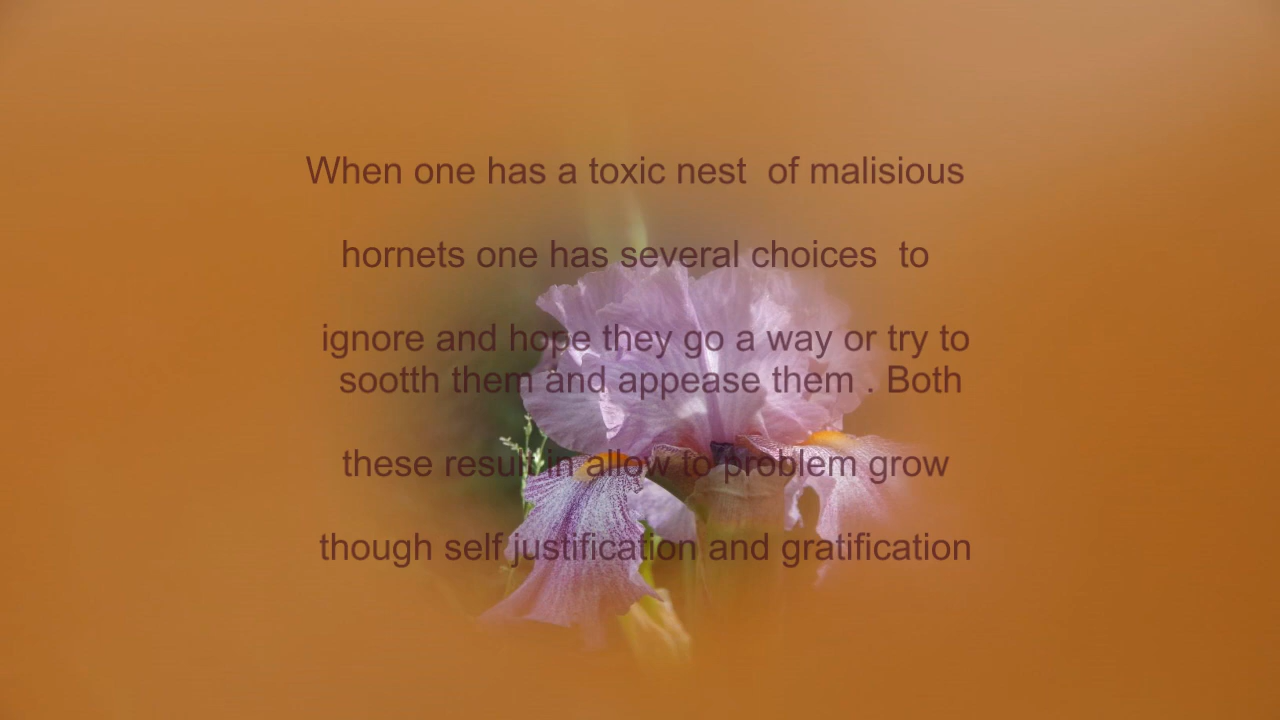 When one has a toxic nest  of malisious
hornets one has several choices  to
ignore and hope they go a way or try to
sootth them and appease them . Both
these result in allow to problem grow
though self justification and gratification